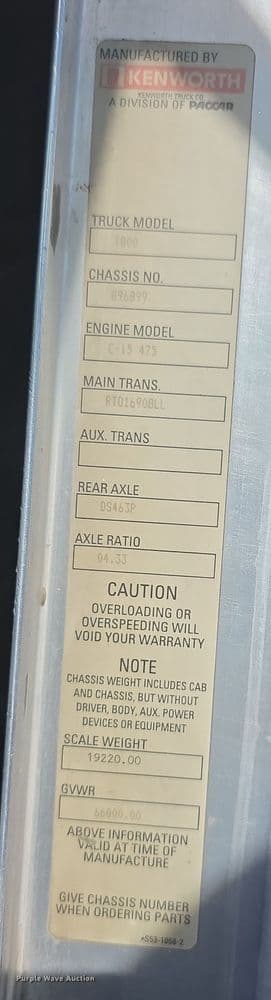 MANUFACTURED BY
KENWORTH
KENWORTH TRUCK CO.
A DIVISION OF PACCAR
TRUCK MODEL
T800
CHASSIS NO.
896899
ENGINE MODEL
C-15 475
MAIN TRANS.
RTO16908LL
AUX. TRANS
REAR AXLE
DS463P
AXLE RATIO
04.33
CAUTION
OVERLOADING OR
OVERSPEEDING WILL
VOID YOUR WARRANTY
NOTE
CHASSIS WEIGHT INCLUDES CAB
AND CHASSIS, BUT WITHOUT
DRIVER, BODY, AUX. POWER
DEVICES OR EQUIPMENT
SCALE WEIGHT
19220.00
GVWR
66000.00
ABOVE INFORMATION
VALID AT TIME OF
MANUFACTURE
GIVE CHASSIS NUMBER
WHEN ORDERING PARTS
S53-1058-2
Purple Wave Auction